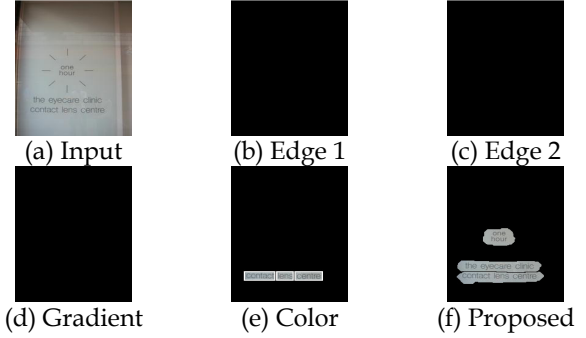 one
hour
the eyecare clinic
contact lens centre
(a) Input
(b) Edge 1
(c) Edge 2
contact lens centre
one
hour
the eyecare clinic
contact lens centre
(d) Gradient
(e) Color
(f) Proposed